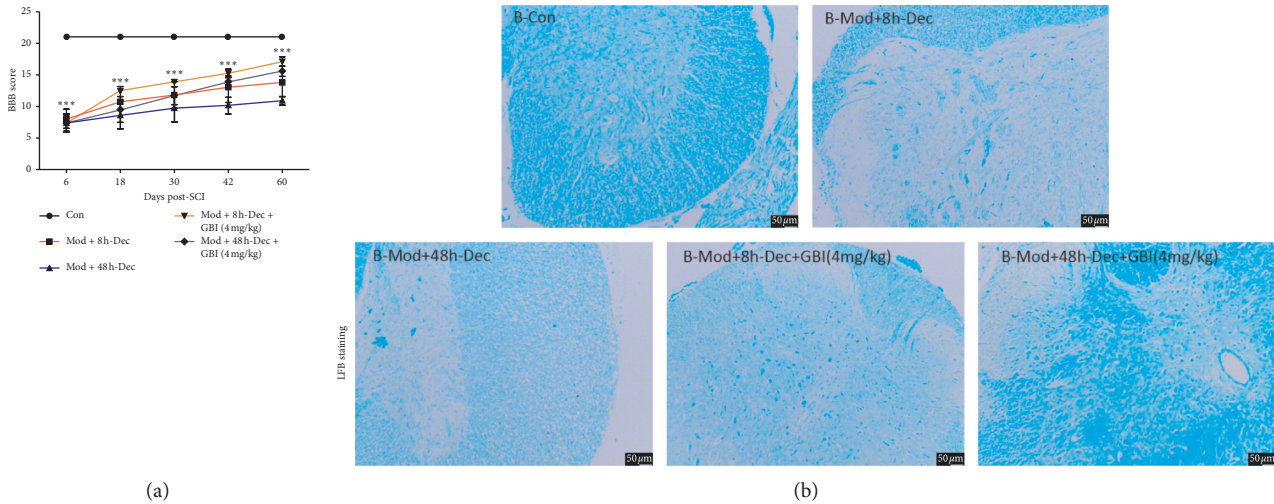 25
20
15
10
5
0
BBB score
***
***
***
***
***
6 18 30 42 60
Days post-SCI
Con
Mod + 8h-Dec
Mod + 48h-Dec
Mod + 8h-Dec +
GBI (4mg/kg)
Mod + 48h-Dec +
GBI (4mg/kg)
(a)
B-Con
50 μm
B-Mod+8h-Dec
50 μm
LFB staining
B-Mod+48h-Dec
50 μm
B-Mod+8h-Dec+GBI(4mg/kg)
50 μm
B-Mod+48h-Dec+GBI(4mg/kg)
50 μm
(b)